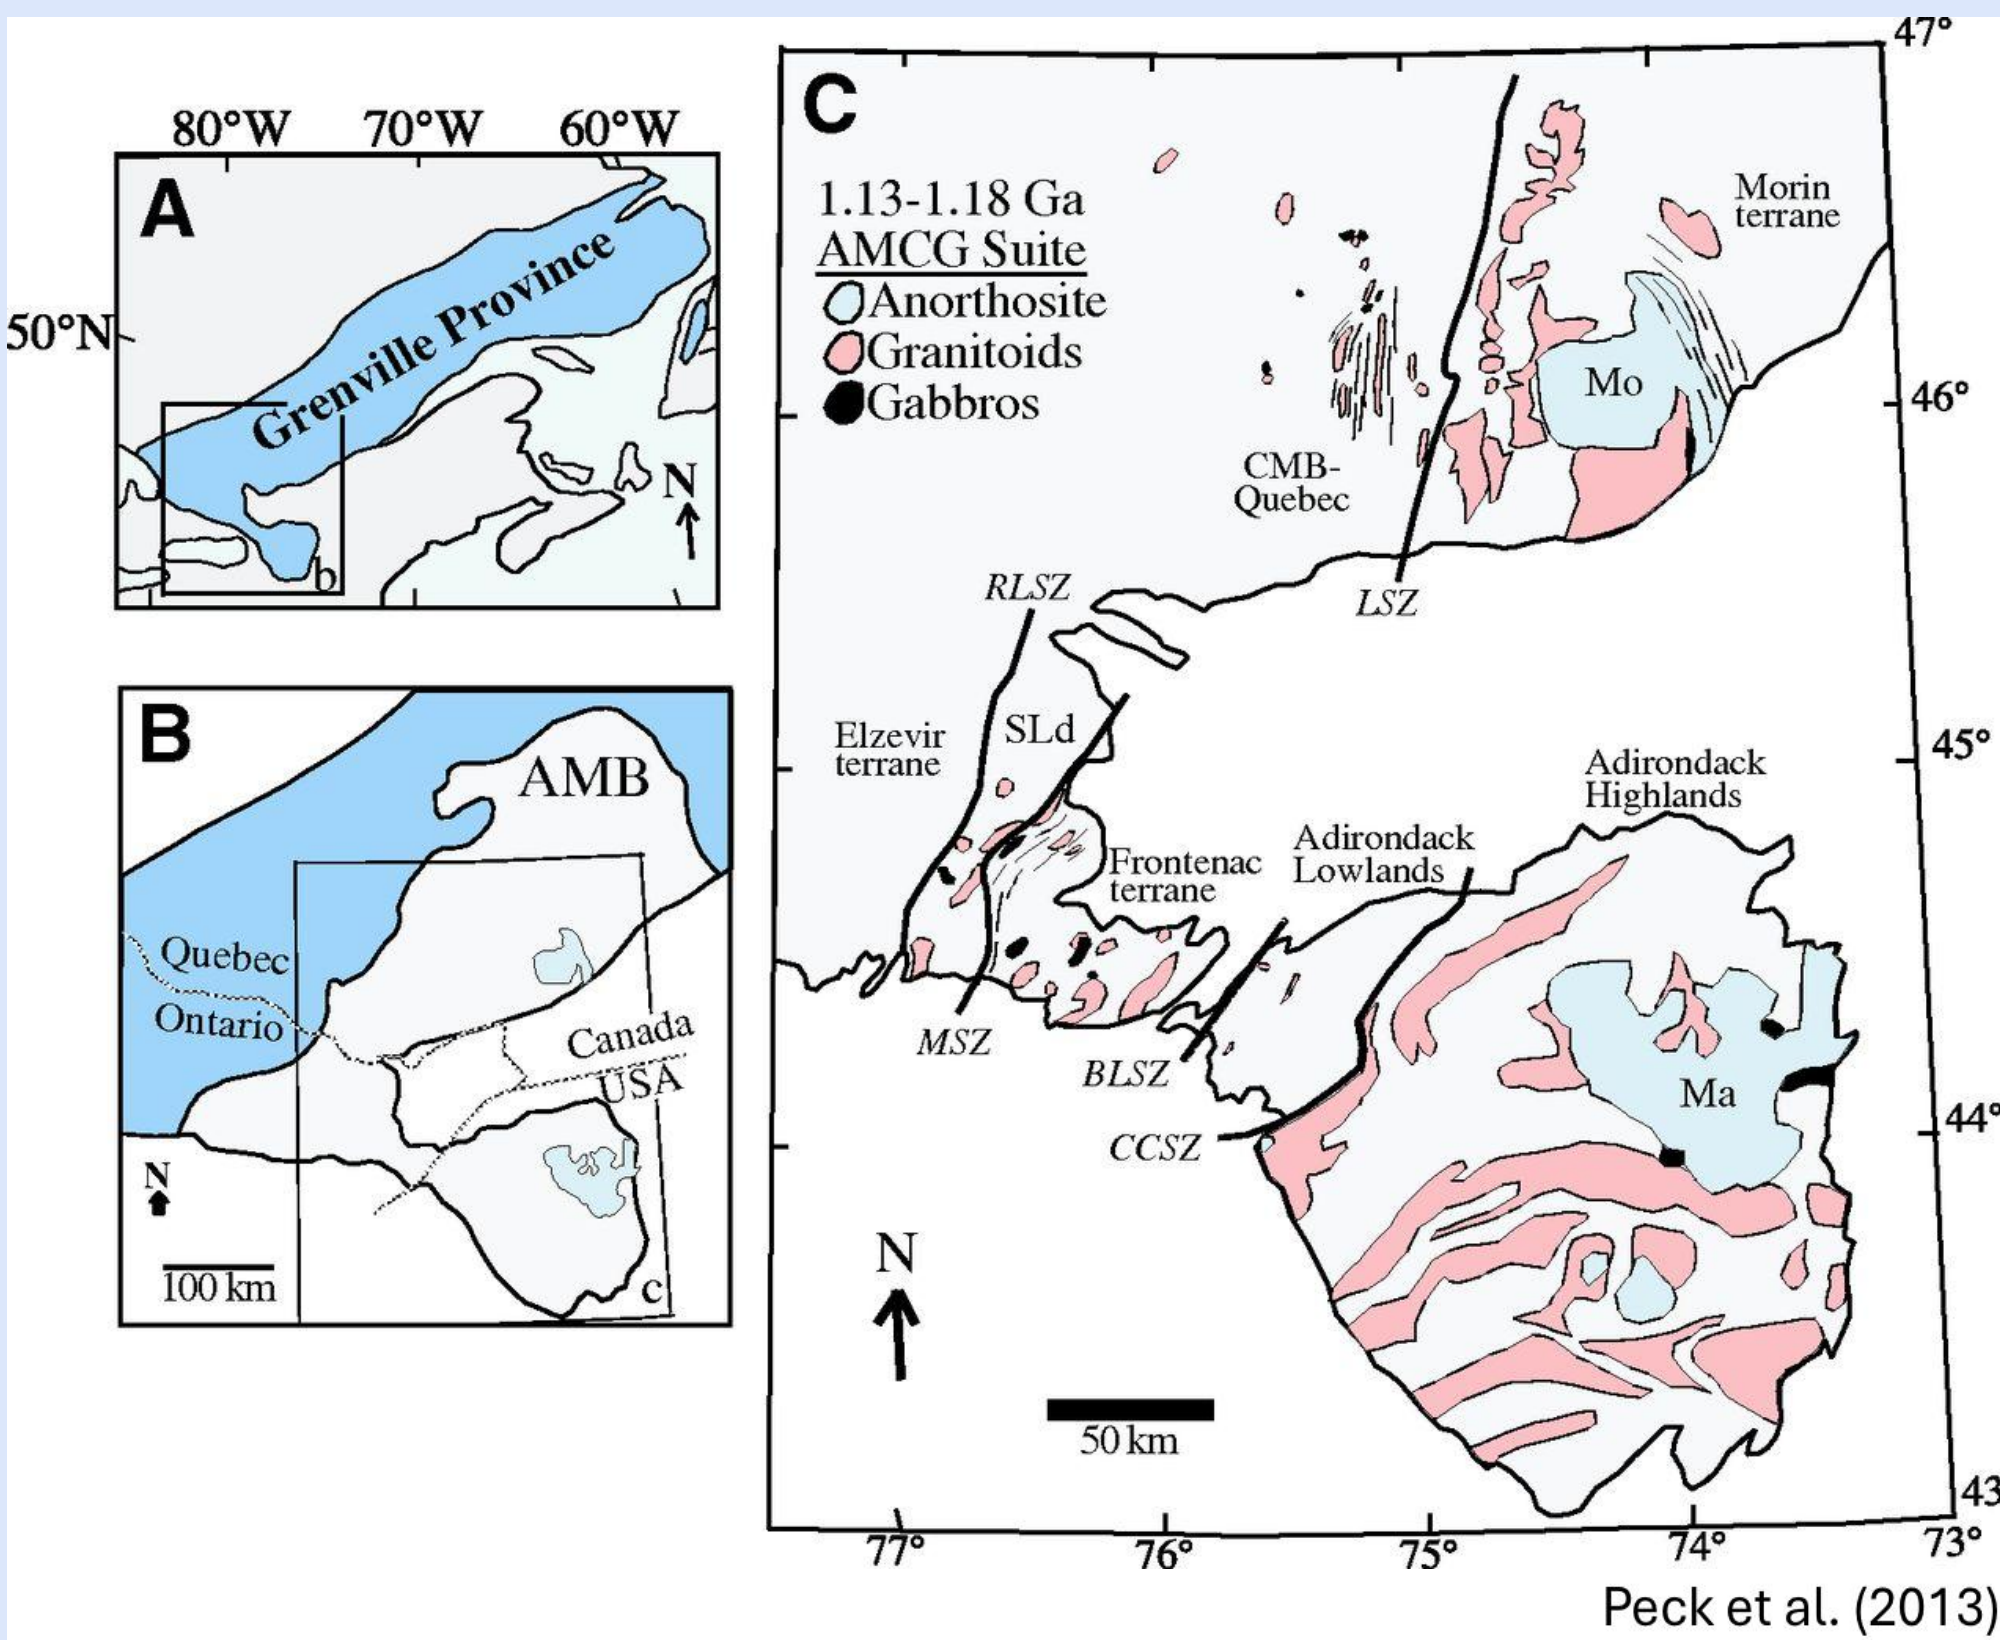 A
80°W
70°W
60°W
50°N
Grenville Province
N
b
B
AMB
Quebec
Ontario
Canada
USA
N
100 km
c
C
47°
1.13-1.18 Ga
AMCG Suite
Anorthosite
Granitoids
Gabbros
Morin
terrane
Mo
46°
CMB-
Quebec
LSZ
RLSZ
SLd
Elzevir
terrane
45°
Adirondack
Highlands
Adirondack
Lowlands
Frontenac
terrane
MSZ
BLSZ
CCSZ
Ma
44°
N
50 km
43
77°
76°
75°
74°
73°
Peck et al. (2013)